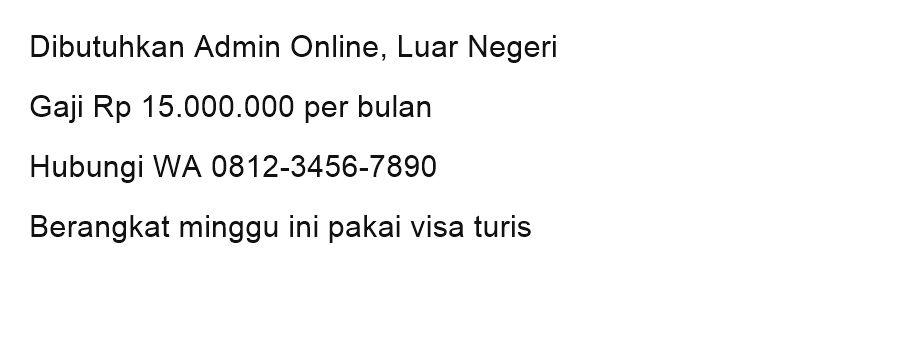 Dibutuhkan Admin Online, Luar Negeri
Gaji Rp 15.000.000 per bulan
Hubungi WA 0812-3456-7890
Berangkat minggu ini pakai visa turis